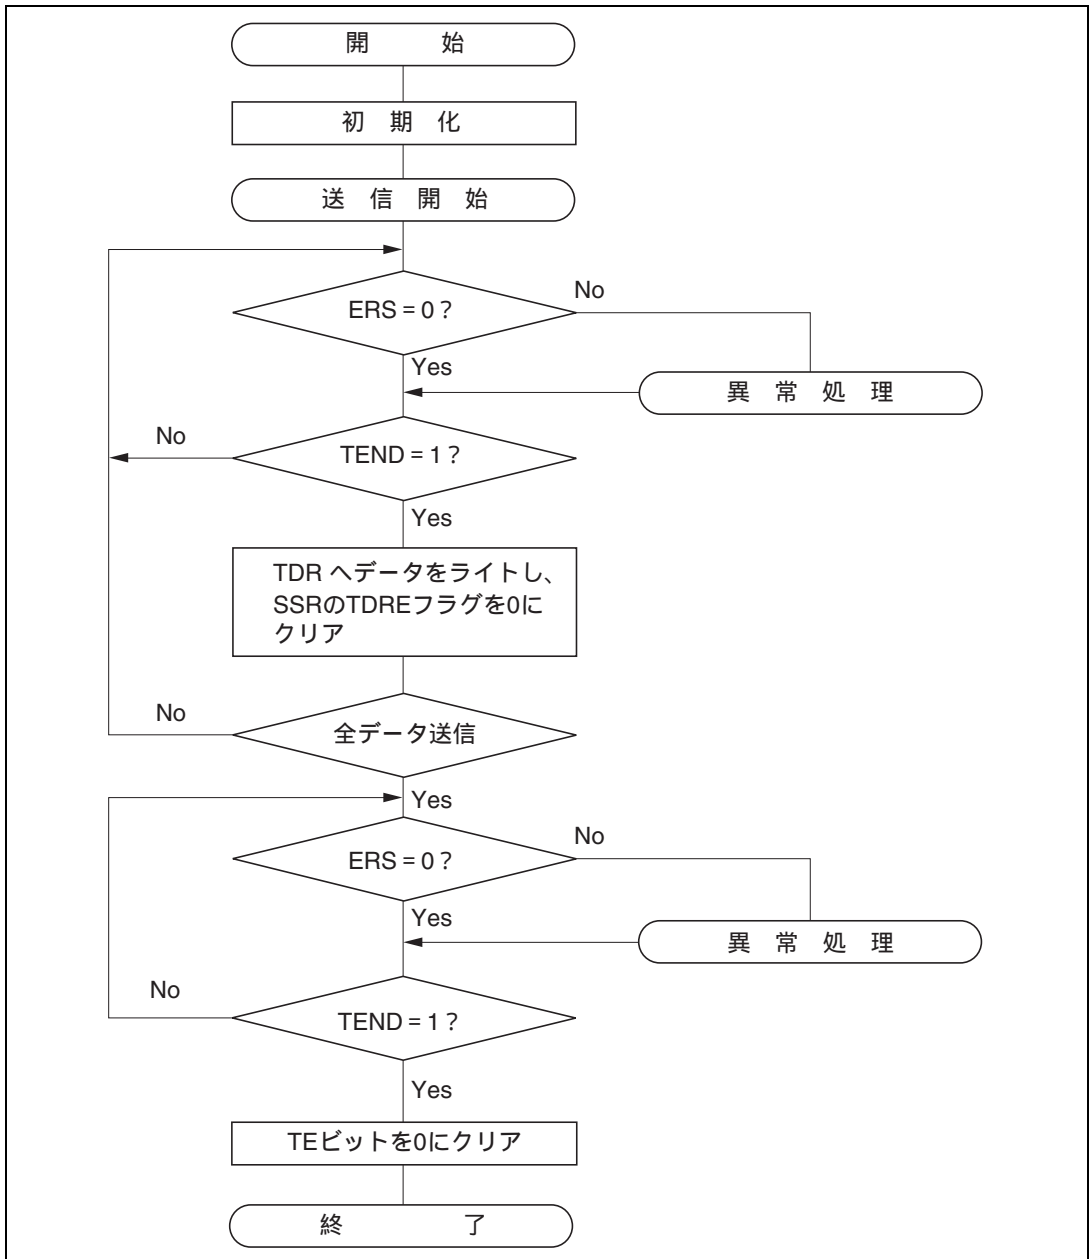 開 始
初 期 化
送 信 開 始
ERS = 0 ?
No
Yes
異 常 処 理
No
TEND = 1 ?
Yes
TDR へデータをライトし、
SSRのTDREフラグを0に
クリア
No
全データ送信
Yes
ERS = 0 ?
No
Yes
異 常 処 理
No
TEND = 1 ?
Yes
TEビットを0にクリア
終 了